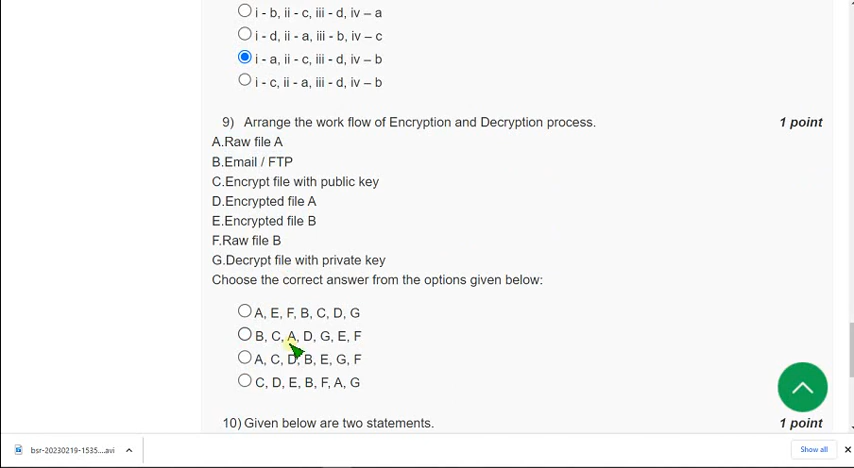 i - b, ii - c, iii - d, iv – a
i - d, ii - a, iii - b, iv – c
i - a, ii - c, iii - d, iv – b
i - c, ii - a, iii - d, iv – b
9) Arrange the work flow of Encryption and Decryption process. 1 point
A.Raw file A
B.Email / FTP
C.Encrypt file with public key
D.Encrypted file A
E.Encrypted file B
F.Raw file B
G.Decrypt file with private key
Choose the correct answer from the options given below:
A, E, F, B, C, D, G
B, C, A, D, G, E, F
A, C, D, B, E, G, F
C, D, E, B, F, A, G
10) Given below are two statements. 1 point
bsr-20230219-1535....avi Show all